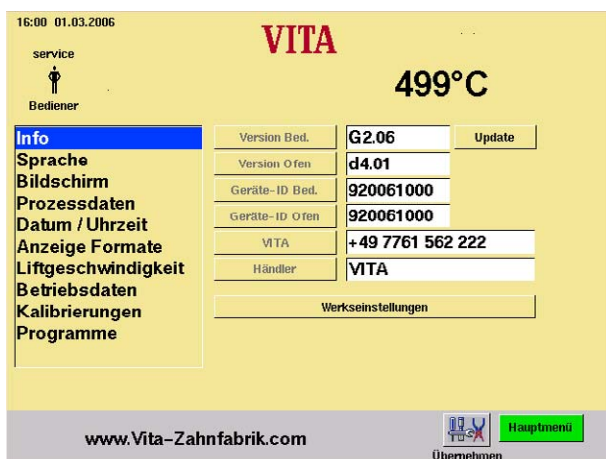 16:00 01.03.2006
VITA
service
499°C
Bediener
Info
Sprache
Bildschirm
Prozessdaten
Datum / Uhrzeit
Anzeige Formate
Liftgeschwindigkeit
Betriebsdaten
Kalibrierungen
Programme
Version Bed. G2.06 Update
Version Ofen d4.01
Geräte-ID Bed. 920061000
Geräte-ID Ofen 920061000
VITA +49 7761 562 222
Händler VITA
Werkseinstellungen
www.Vita-Zahnfabrik.com
Hauptmenü
Übernehmen